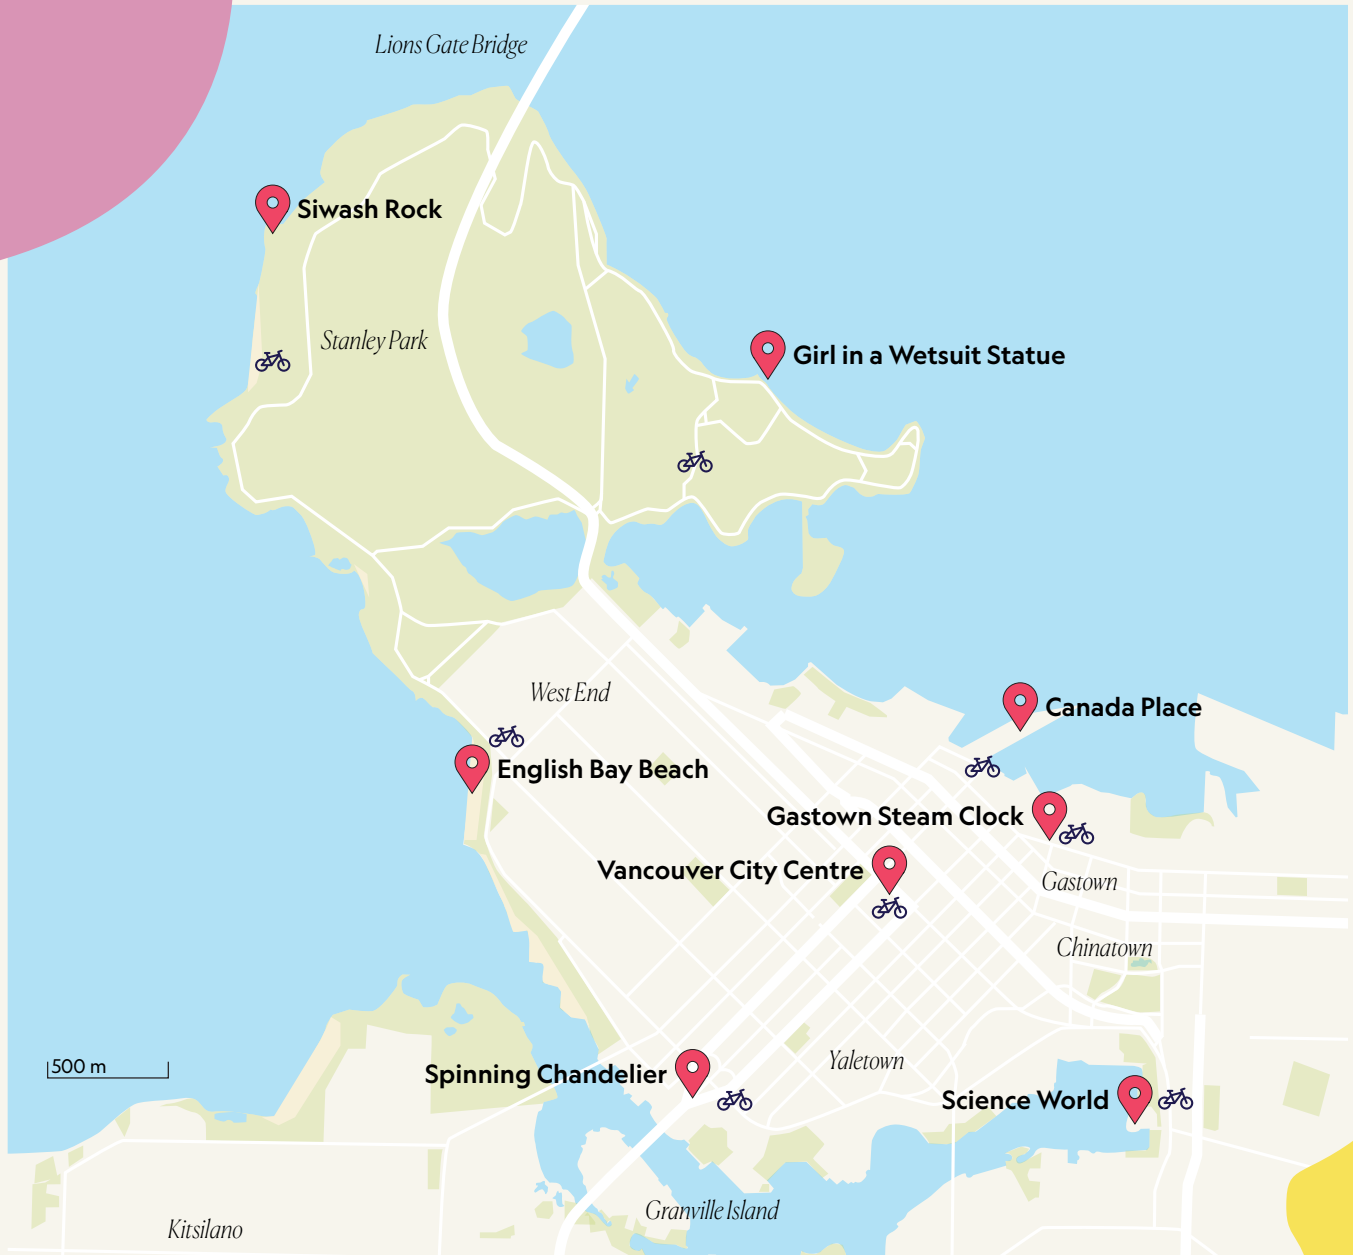 Lions Gate Bridge
Siwash Rock
Stanley Park
Girl in a Wetsuit Statue
West End
Canada Place
English Bay Beach
Gastown Steam Clock
Vancouver City Centre
Gastown
Chinatown
500 m
Spinning Chandelier
Yaletown
Science World
Granville Island
Kitsilano